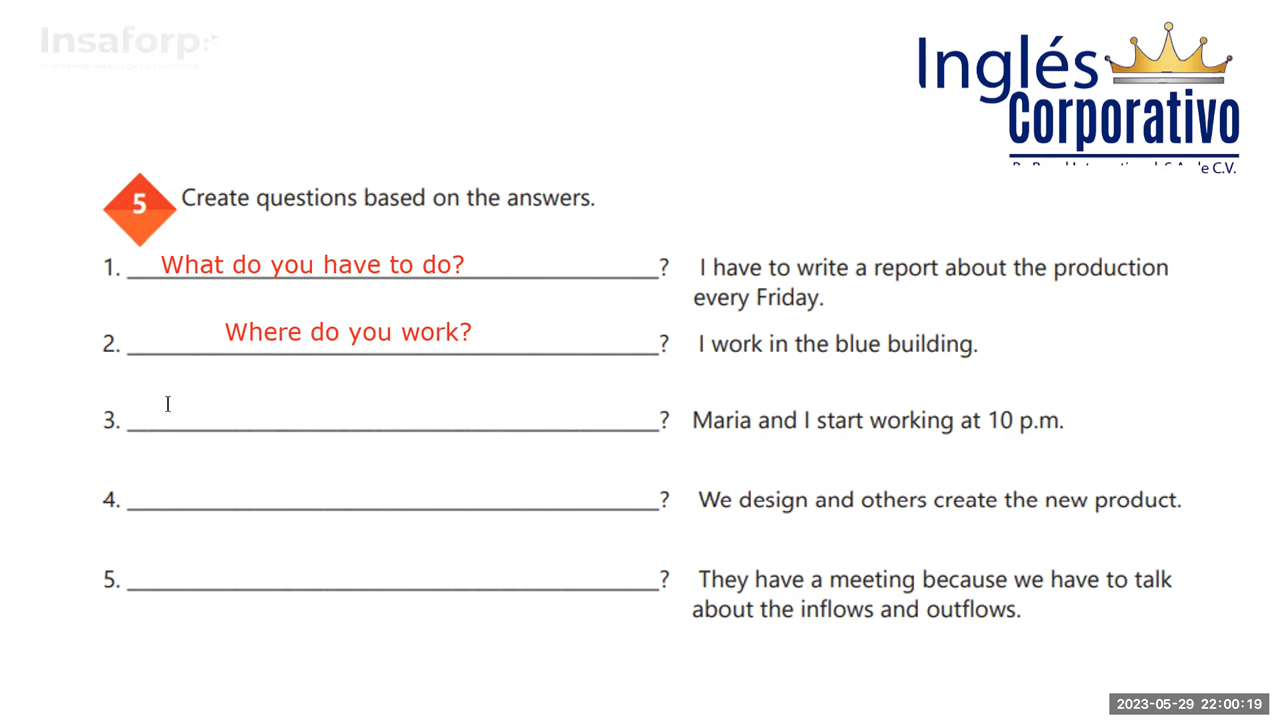 Insaforp
Inglés
Corporativo
C.V.
5 Create questions based on the answers.
1. What do you have to do? ? I have to write a report about the production
every Friday.
2. Where do you work? ? I work in the blue building.
3. ? Maria and I start working at 10 p.m.
4. ? We design and others create the new product.
5. ? They have a meeting because we have to talk
about the inflows and outflows.
2023-05-29 22:00:19